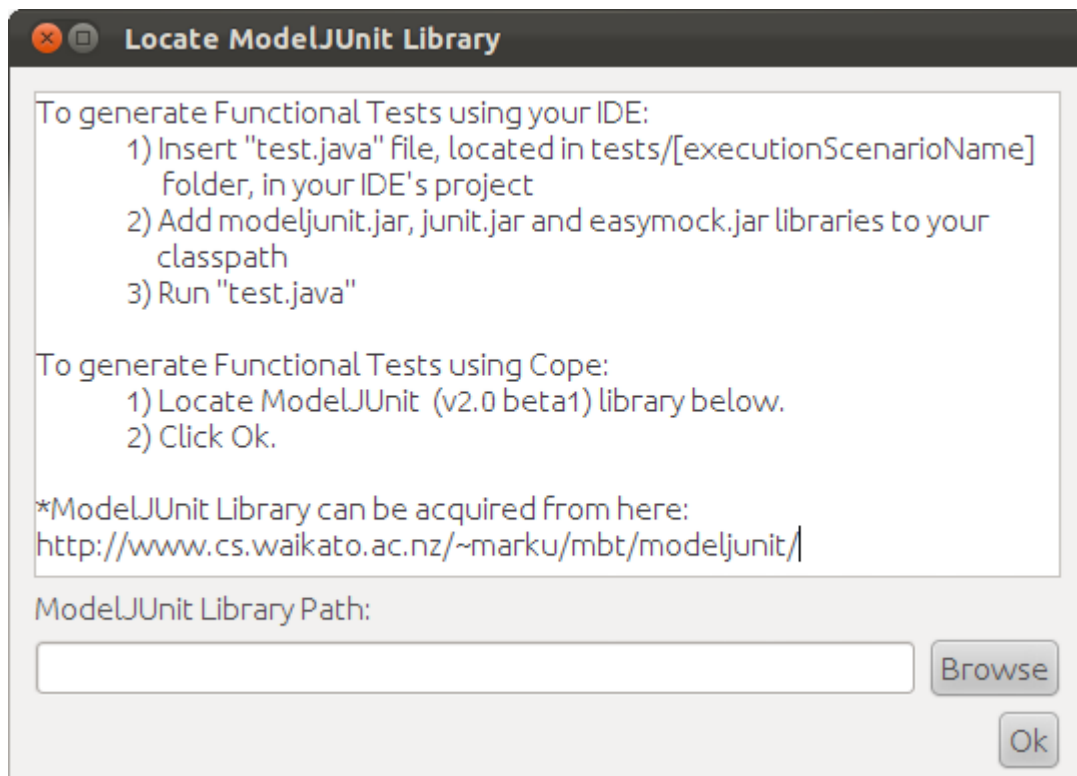 Locate ModelJUnit Library
To generate Functional Tests using your IDE:
1) Insert "test.java" file, located in tests/[executionScenarioName]
folder, in your IDE's project
2) Add modeljunit.jar, junit.jar and easymock.jar libraries to your
classpath
3) Run "test.java"
To generate Functional Tests using Cope:
1) Locate ModelJUnit (v2.0 beta1) library below.
2) Click Ok.
*ModelJUnit Library can be acquired from here:
http://www.cs.waikato.ac.nz/~marku/mbt/modeljunit/
ModelJUnit Library Path:
Browse
Ok